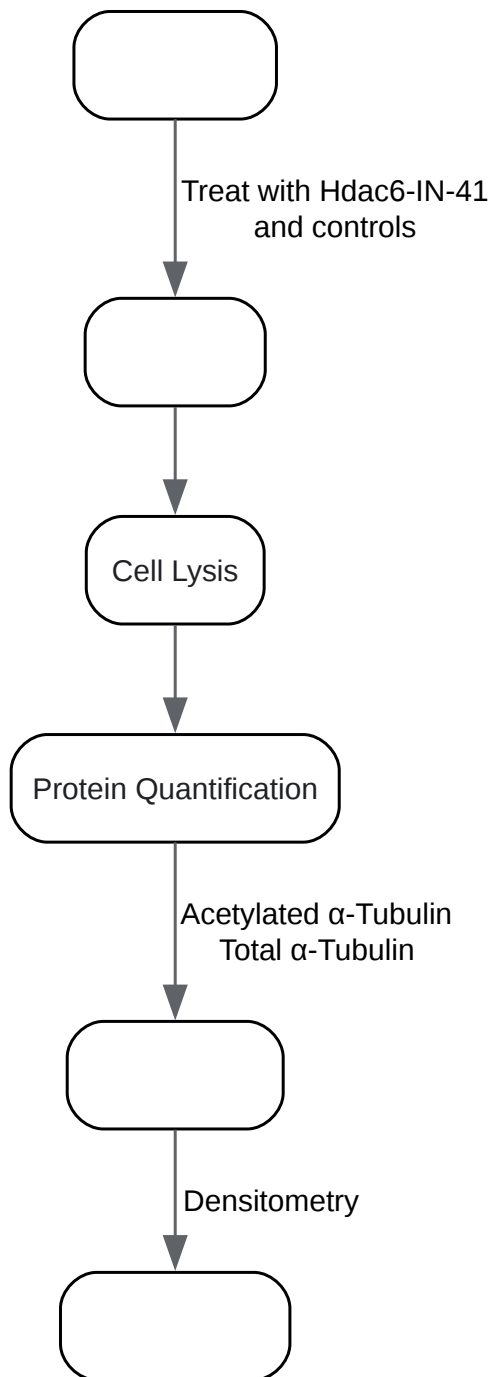 Treat with Hdac6-IN-41
and controls
Cell Lysis
Protein Quantification
Acetylated α-Tubulin
Total α-Tubulin
Densitometry